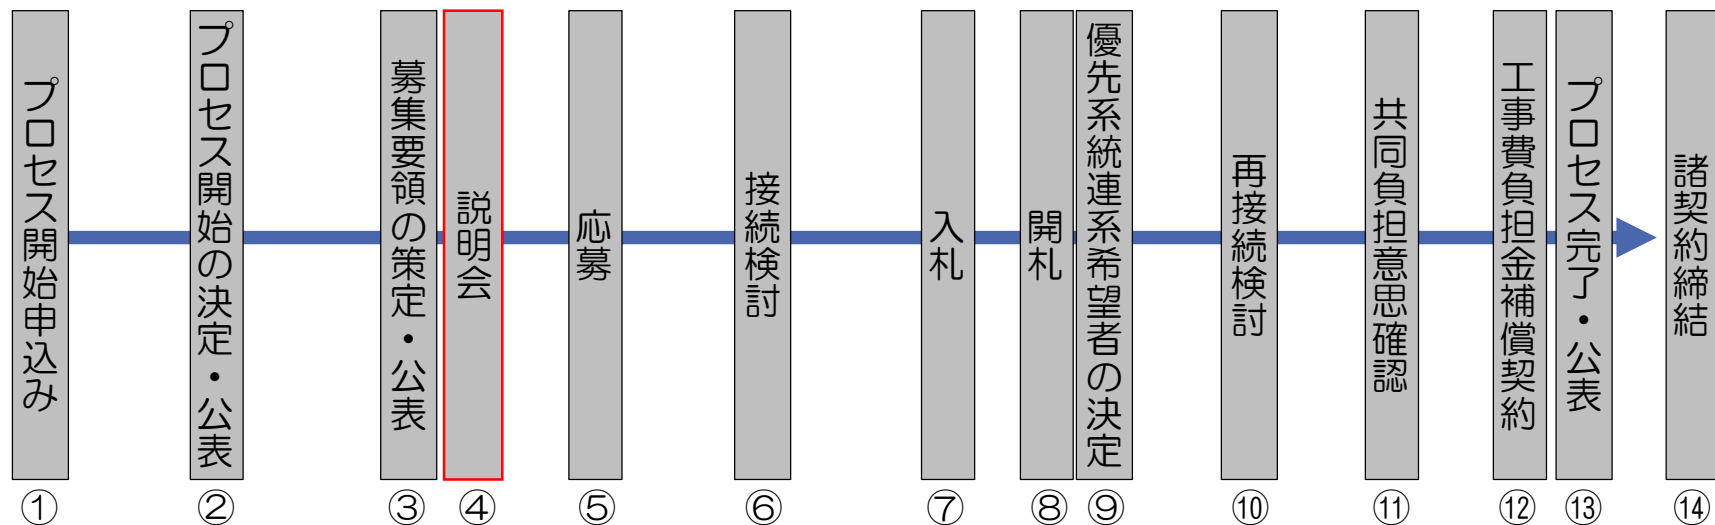 プロセス開始申込み
プロセス開始の決定・公表
募集要領の策定・公表
説明会
応募
接続検討
入札
開札
優先系統連系希望者の決定
再接続検討
共同負担意思確認
工事費負担金補償契約
プロセス完了・公表
諸契約締結
① ② ③ ④ ⑤ ⑥ ⑦ ⑧ ⑨ ⑩ ⑪ ⑫ ⑬ ⑭